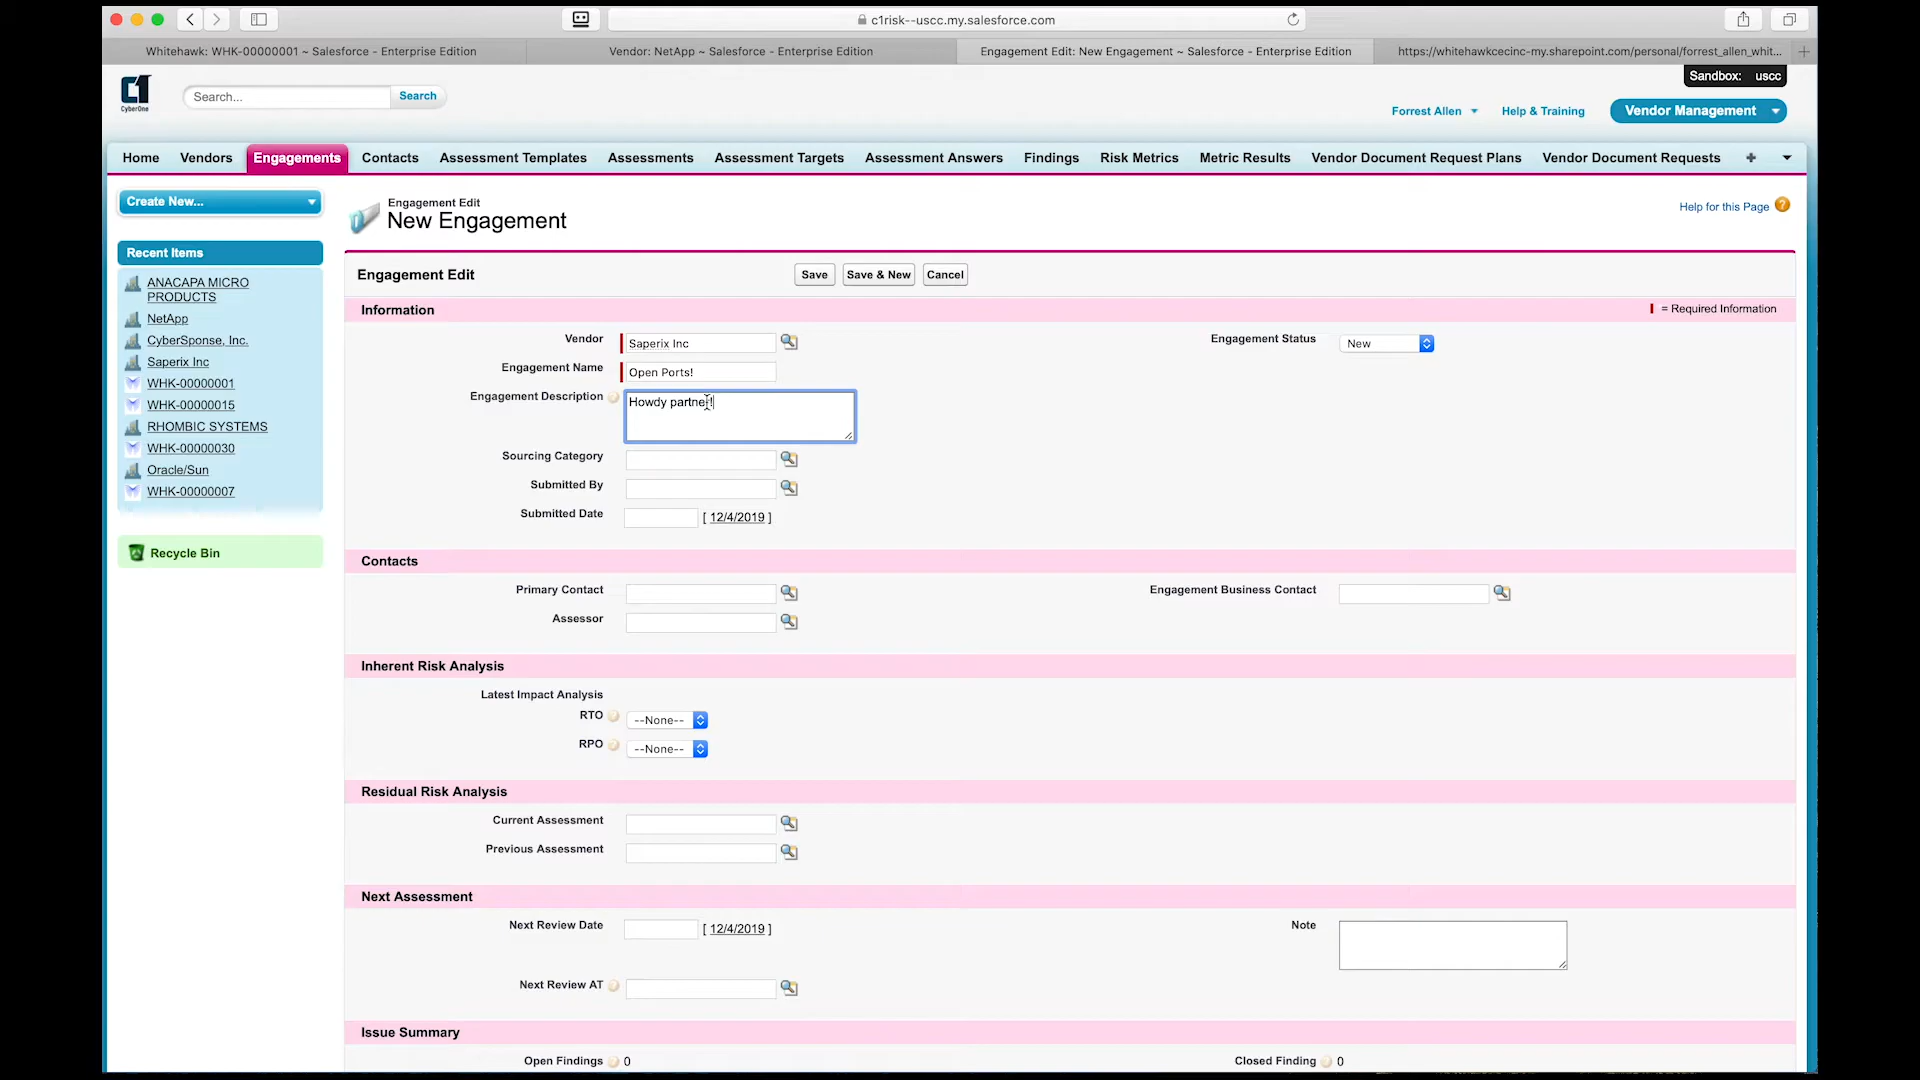 c1risk--uscc.my.salesforce.com
Whitehawk: WHK-00000001 ~ Salesforce - Enterprise Edition
Vendor: NetApp ~ Salesforce - Enterprise Edition
Engagement Edit: New Engagement ~ Salesforce - Enterprise Edition
https://whitehawkcecinc-my.sharepoint.com/personal/forrest_allen_whit...
Sandbox: uscc
C1
CyberOne
Search...
Search
Forrest Allen
Help & Training
Vendor Management
Home
Vendors
Engagements
Contacts
Assessment Templates
Assessments
Assessment Targets
Assessment Answers
Findings
Risk Metrics
Metric Results
Vendor Document Request Plans
Vendor Document Requests
Create New...
Recent Items
ANACAPA MICRO
PRODUCTS
NetApp
CyberSponse, Inc.
Saperix Inc
WHK-00000001
WHK-00000015
RHOMBIC SYSTEMS
WHK-00000030
Oracle/Sun
WHK-00000007
Recycle Bin
Engagement Edit
New Engagement
Help for this Page ?
Engagement Edit
Save
Save & New
Cancel
Information
= Required Information
Vendor
Saperix Inc
Engagement Status
New
Engagement Name
Open Ports!
Engagement Description
Howdy partner!
Sourcing Category
Submitted By
Submitted Date
[ 12/4/2019 ]
Contacts
Primary Contact
Engagement Business Contact
Assessor
Inherent Risk Analysis
Latest Impact Analysis
RTO
--None--
RPO
--None--
Residual Risk Analysis
Current Assessment
Previous Assessment
Next Assessment
Next Review Date
[ 12/4/2019 ]
Note
Next Review AT
Issue Summary
Open Findings
0
Closed Finding
0